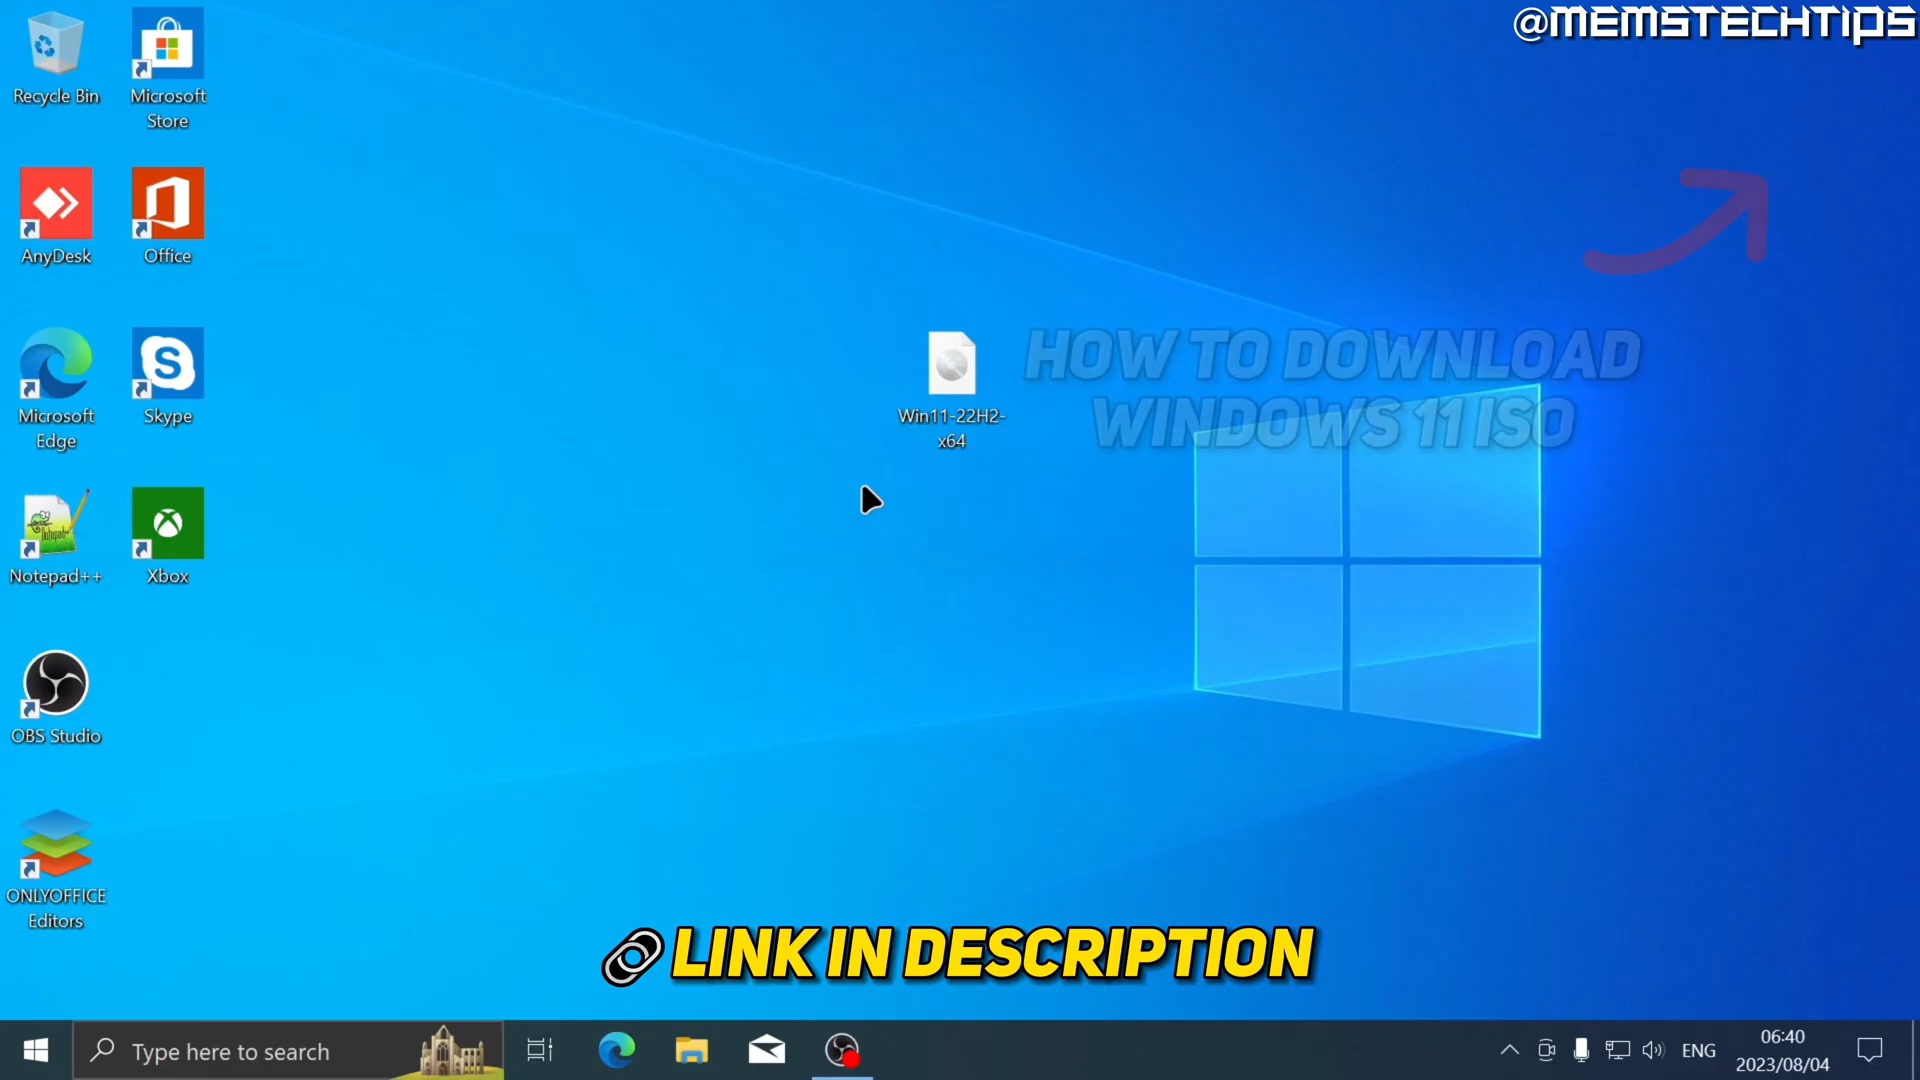 @MEMSTECHTIPS
Recycle Bin
Microsoft
Store
AnyDesk
Office
Microsoft
Edge
Skype
Notepad++
Xbox
OBS Studio
ONLYOFFICE
Editors
Win11-22H2-
x64
HOW TO DOWNLOAD
WINDOWS 11 ISO
LINK IN DESCRIPTION
Type here to search
ENG
06:40
2023/08/04